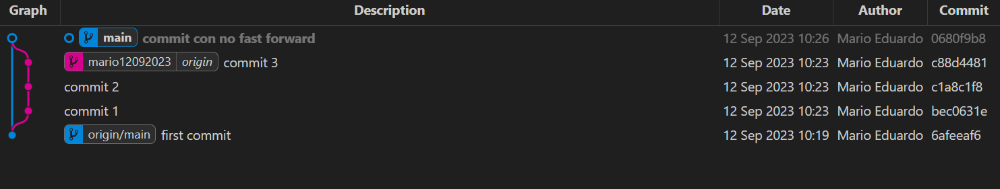 Graph Description Date Author Commit
main commit con no fast forward 12 Sep 2023 10:26 Mario Eduardo 0680f9b8
mario12092023 origin commit 3 12 Sep 2023 10:23 Mario Eduardo c88d4481
commit 2 12 Sep 2023 10:23 Mario Eduardo c1a8c1f8
commit 1 12 Sep 2023 10:23 Mario Eduardo bec0631e
origin/main first commit 12 Sep 2023 10:19 Mario Eduardo 6afeeaf6